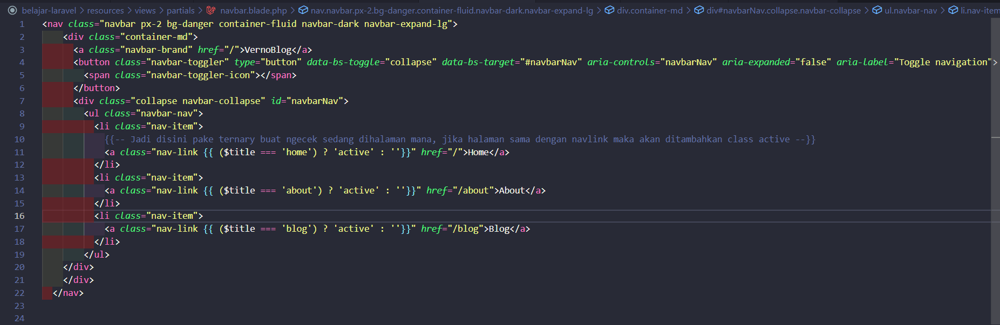 belajar-laravel > resources > views > partials > navbar.blade.php > nav.navbar.px-2.bg-danger.container-fluid.navbar-dark.navbar-expand-lg > div.container-md > div#navbarNav.collapse.navbar-collapse > ul.navbar-nav > li.nav-item
1 <nav class="navbar px-2 bg-danger container-fluid navbar-dark navbar-expand-lg">
2 <div class="container-md">
3 <a class="navbar-brand" href="/">VernoBlog</a>
4 <button class="navbar-toggler" type="button" data-bs-toggle="collapse" data-bs-target="#navbarNav" aria-controls="navbarNav" aria-expanded="false" aria-label="Toggle navigation">
5 <span class="navbar-toggler-icon"></span>
6 </button>
7 <div class="collapse navbar-collapse" id="navbarNav">
8 <ul class="navbar-nav">
9 <li class="nav-item">
10 {{-- Jadi disini pake ternary buat ngecek sedang dihalaman mana, jika halaman sama dengan navlink maka akan ditambahkan class active --}}
11 <a class="nav-link {{ ($title === 'home') ? 'active' : ''}}" href="/">Home</a>
12 </li>
13 <li class="nav-item">
14 <a class="nav-link {{ ($title === 'about') ? 'active' : ''}}" href="/about">About</a>
15 </li>
16 <li class="nav-item">
17 <a class="nav-link {{ ($title === 'blog') ? 'active' : ''}}" href="/blog">Blog</a>
18 </li>
19 </ul>
20 </div>
21 </div>
22 </nav>
23
24